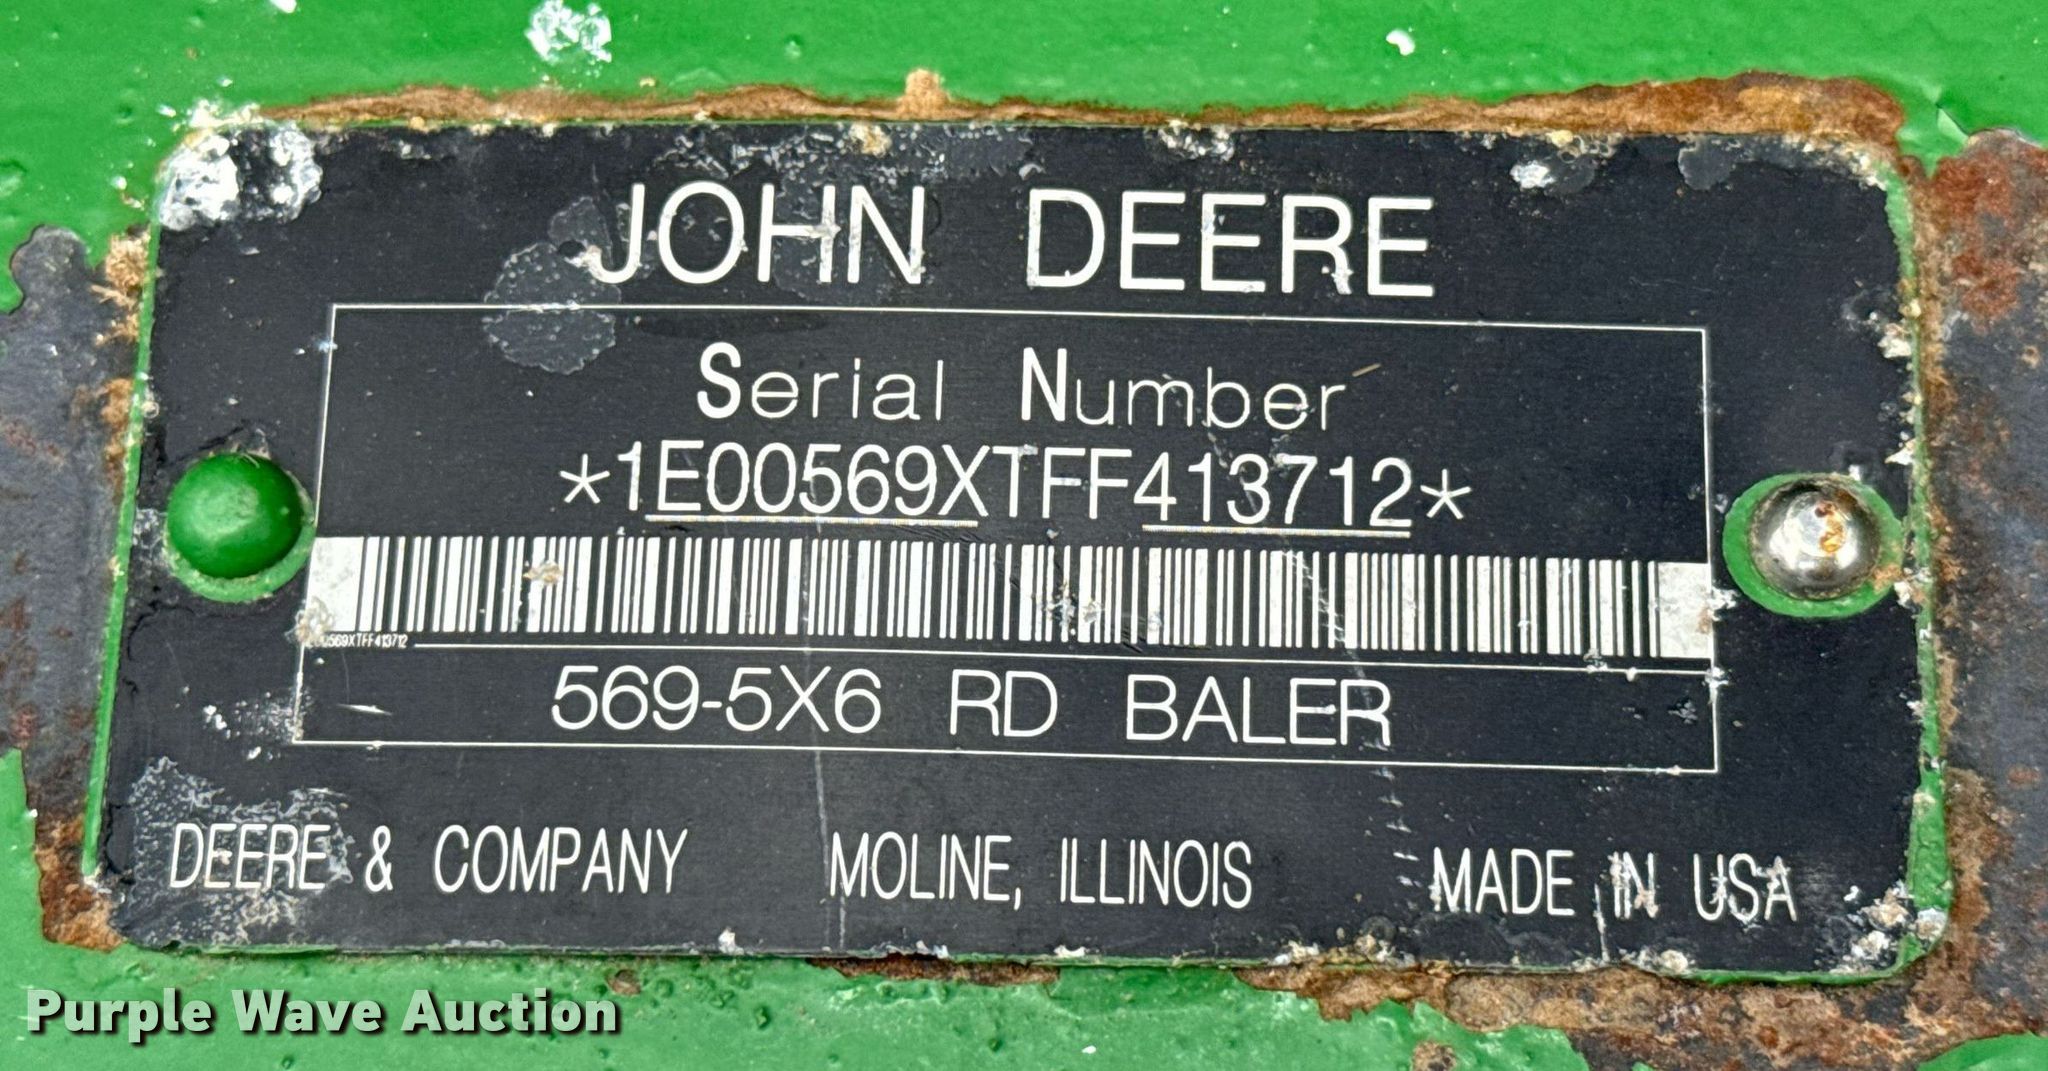 JOHN DEERE
Serial Number
*1E00569XTFF413712*
00569XTFF413712
569-5X6 RD BALER
DEERE & COMPANY MOLINE, ILLINOIS MADE IN USA
Purple Wave Auction